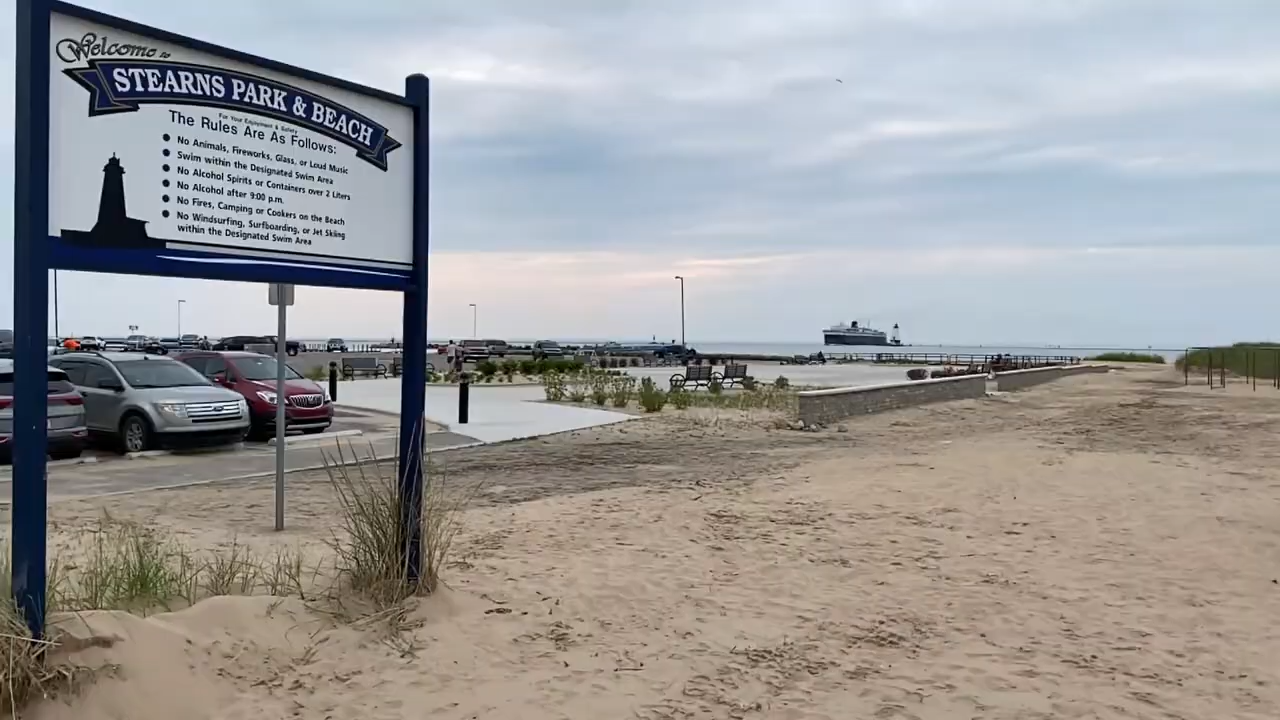 Welcome to
STEARNS PARK & BEACH
For Your Enjoyment & Safety
The Rules Are As Follows:
• No Animals, Fireworks, Glass, or Loud Music
• Swim within the Designated Swim Area
• No Alcohol Spirits or Containers over 2 Liters
• No Alcohol after 9:00 p.m.
• No Fires, Camping or Cookers on the Beach
• No Windsurfing, Surfboarding, or Jet Skiing
within the Designated Swim Area